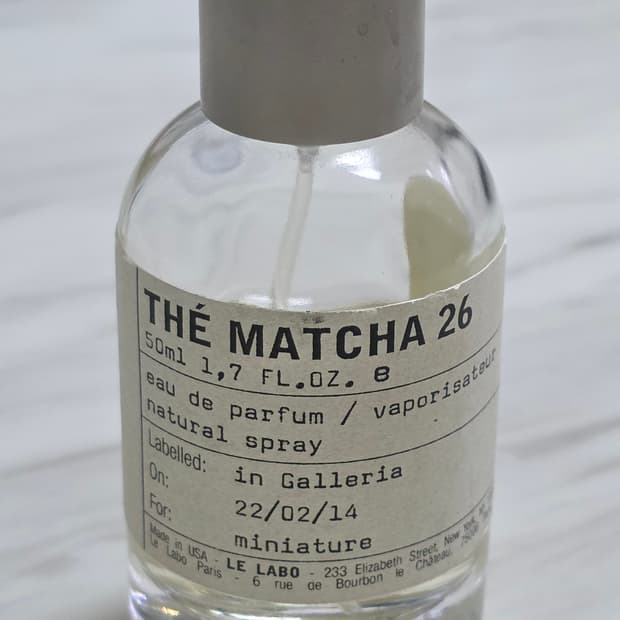 THÉ MATCHA 26
50ml 1,7 FL.OZ. e
eau de parfum / vaporisateur
natural spray
Labelled: in Galleria
On: 22/02/14
For: miniature
Made in USA - LE LABO - 233 Elizabeth Street, New York,
Le Labo Paris - 6 rue de Bourbon le Château,